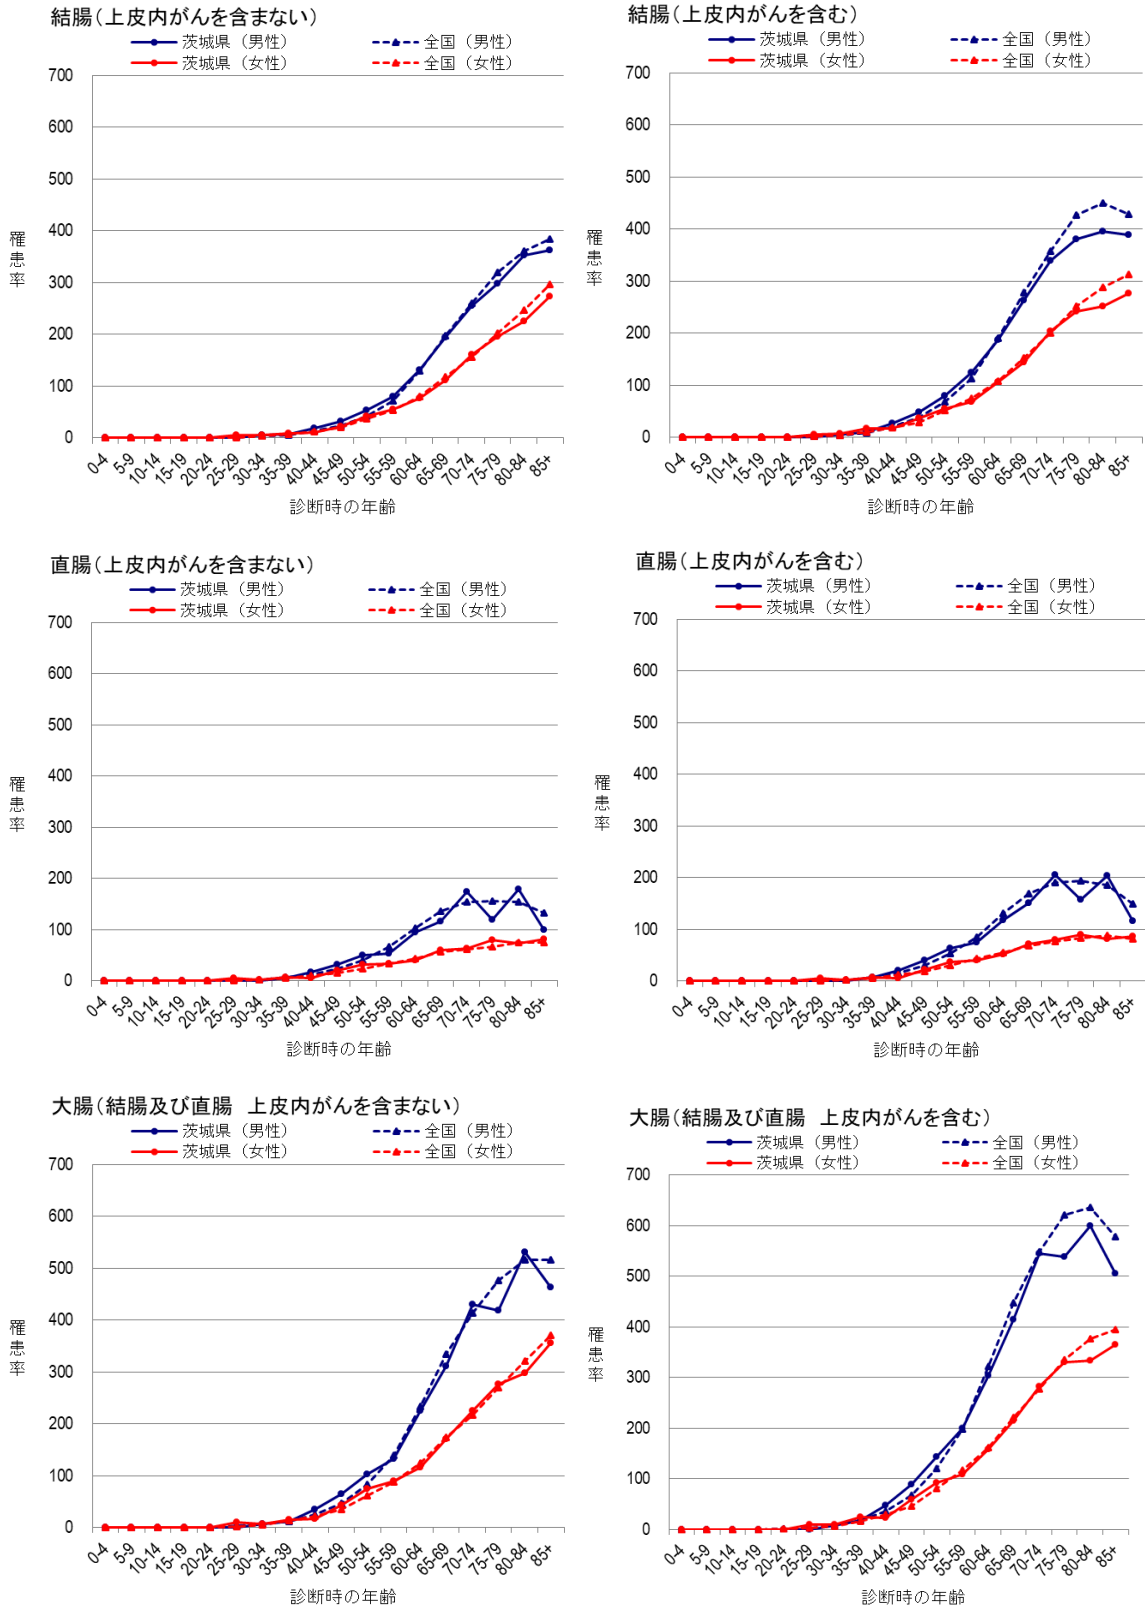 結腸（上皮内がんを含まない）
茨城県（男性） 全国（男性）
茨城県（女性） 全国（女性）
700
600
500
400
300
200
100
0
罹患率
0-4 5-9 10-14 15-19 20-24 25-29 30-34 35-39 40-44 45-49 50-54 55-59 60-64 65-69 70-74 75-79 80-84 85+
診断時の年齢
結腸（上皮内がんを含む）
茨城県（男性） 全国（男性）
茨城県（女性） 全国（女性）
700
600
500
400
300
200
100
0
罹患率
0-4 5-9 10-14 15-19 20-24 25-29 30-34 35-39 40-44 45-49 50-54 55-59 60-64 65-69 70-74 75-79 80-84 85+
診断時の年齢
直腸（上皮内がんを含まない）
茨城県（男性） 全国（男性）
茨城県（女性） 全国（女性）
700
600
500
400
300
200
100
0
罹患率
0-4 5-9 10-14 15-19 20-24 25-29 30-34 35-39 40-44 45-49 50-54 55-59 60-64 65-69 70-74 75-79 80-84 85+
診断時の年齢
直腸（上皮内がんを含む）
茨城県（男性） 全国（男性）
茨城県（女性） 全国（女性）
700
600
500
400
300
200
100
0
罹患率
0-4 5-9 10-14 15-19 20-24 25-29 30-34 35-39 40-44 45-49 50-54 55-59 60-64 65-69 70-74 75-79 80-84 85+
診断時の年齢
大腸（結腸及び直腸　上皮内がんを含まない）
茨城県（男性） 全国（男性）
茨城県（女性） 全国（女性）
700
600
500
400
300
200
100
0
罹患率
0-4 5-9 10-14 15-19 20-24 25-29 30-34 35-39 40-44 45-49 50-54 55-59 60-64 65-69 70-74 75-79 80-84 85+
診断時の年齢
大腸（結腸及び直腸　上皮内がんを含む）
茨城県（男性） 全国（男性）
茨城県（女性） 全国（女性）
700
600
500
400
300
200
100
0
罹患率
0-4 5-9 10-14 15-19 20-24 25-29 30-34 35-39 40-44 45-49 50-54 55-59 60-64 65-69 70-74 75-79 80-84 85+
診断時の年齢